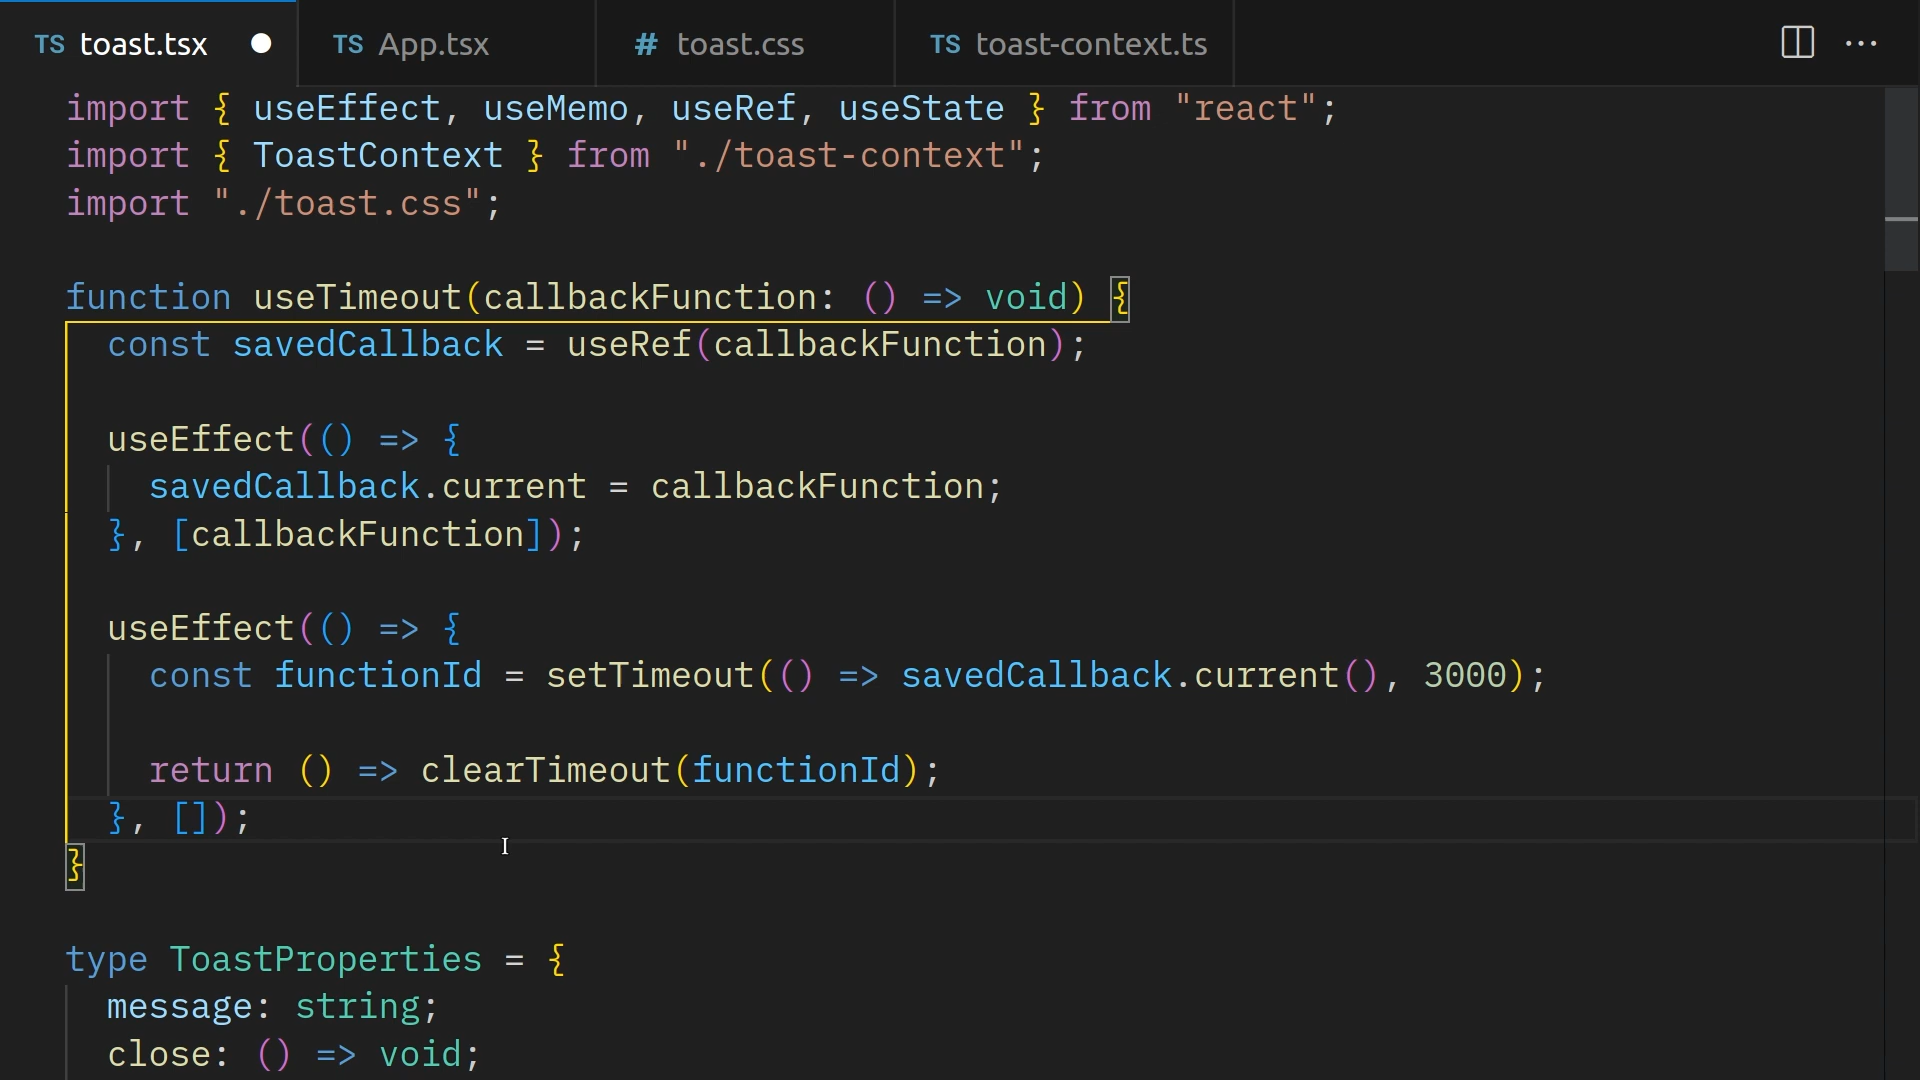 TS toast.tsx TS App.tsx # toast.css TS toast-context.ts
import { useEffect, useMemo, useRef, useState } from "react";
import { ToastContext } from "./toast-context";
import "./toast.css";
function useTimeout(callbackFunction: () => void) {
const savedCallback = useRef(callbackFunction);
useEffect(() => {
savedCallback.current = callbackFunction;
}, [callbackFunction]);
useEffect(() => {
const functionId = setTimeout(() => savedCallback.current(), 3000);
return () => clearTimeout(functionId);
}, []);
}
type ToastProperties = {
message: string;
close: () => void;